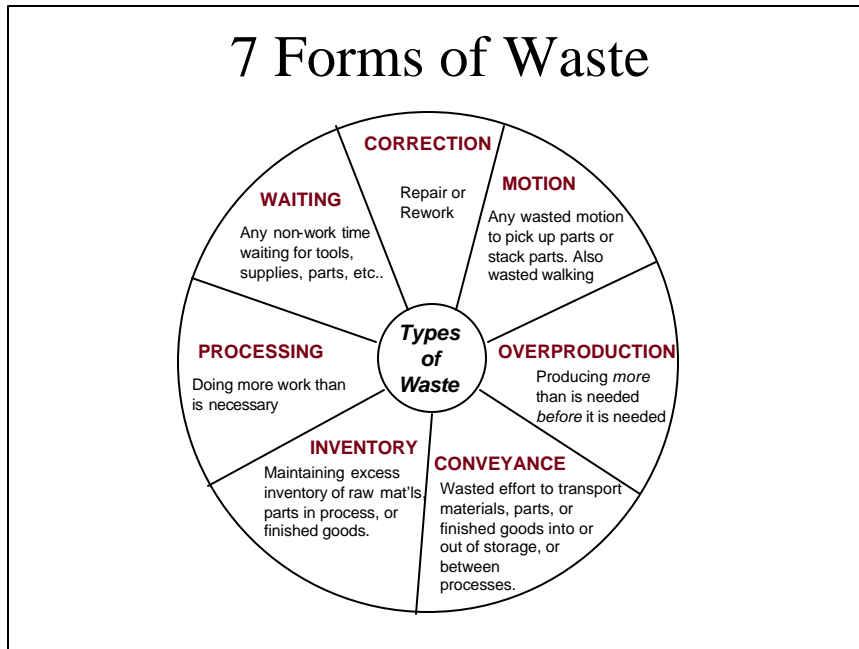 7 Forms of Waste
CORRECTION
Repair or
Rework
MOTION
Any wasted motion
to pick up parts or
stack parts. Also
wasted walking
OVERPRODUCTION
Producing more
than is needed
before it is needed
CONVEYANCE
Wasted effort to transport
materials, parts, or
finished goods into or
out of storage, or
between
processes.
INVENTORY
Maintaining excess
inventory of raw mat'ls,
parts in process, or
finished goods.
PROCESSING
Doing more work than
is necessary
WAITING
Any non-work time
waiting for tools,
supplies, parts, etc..
Types
of
Waste